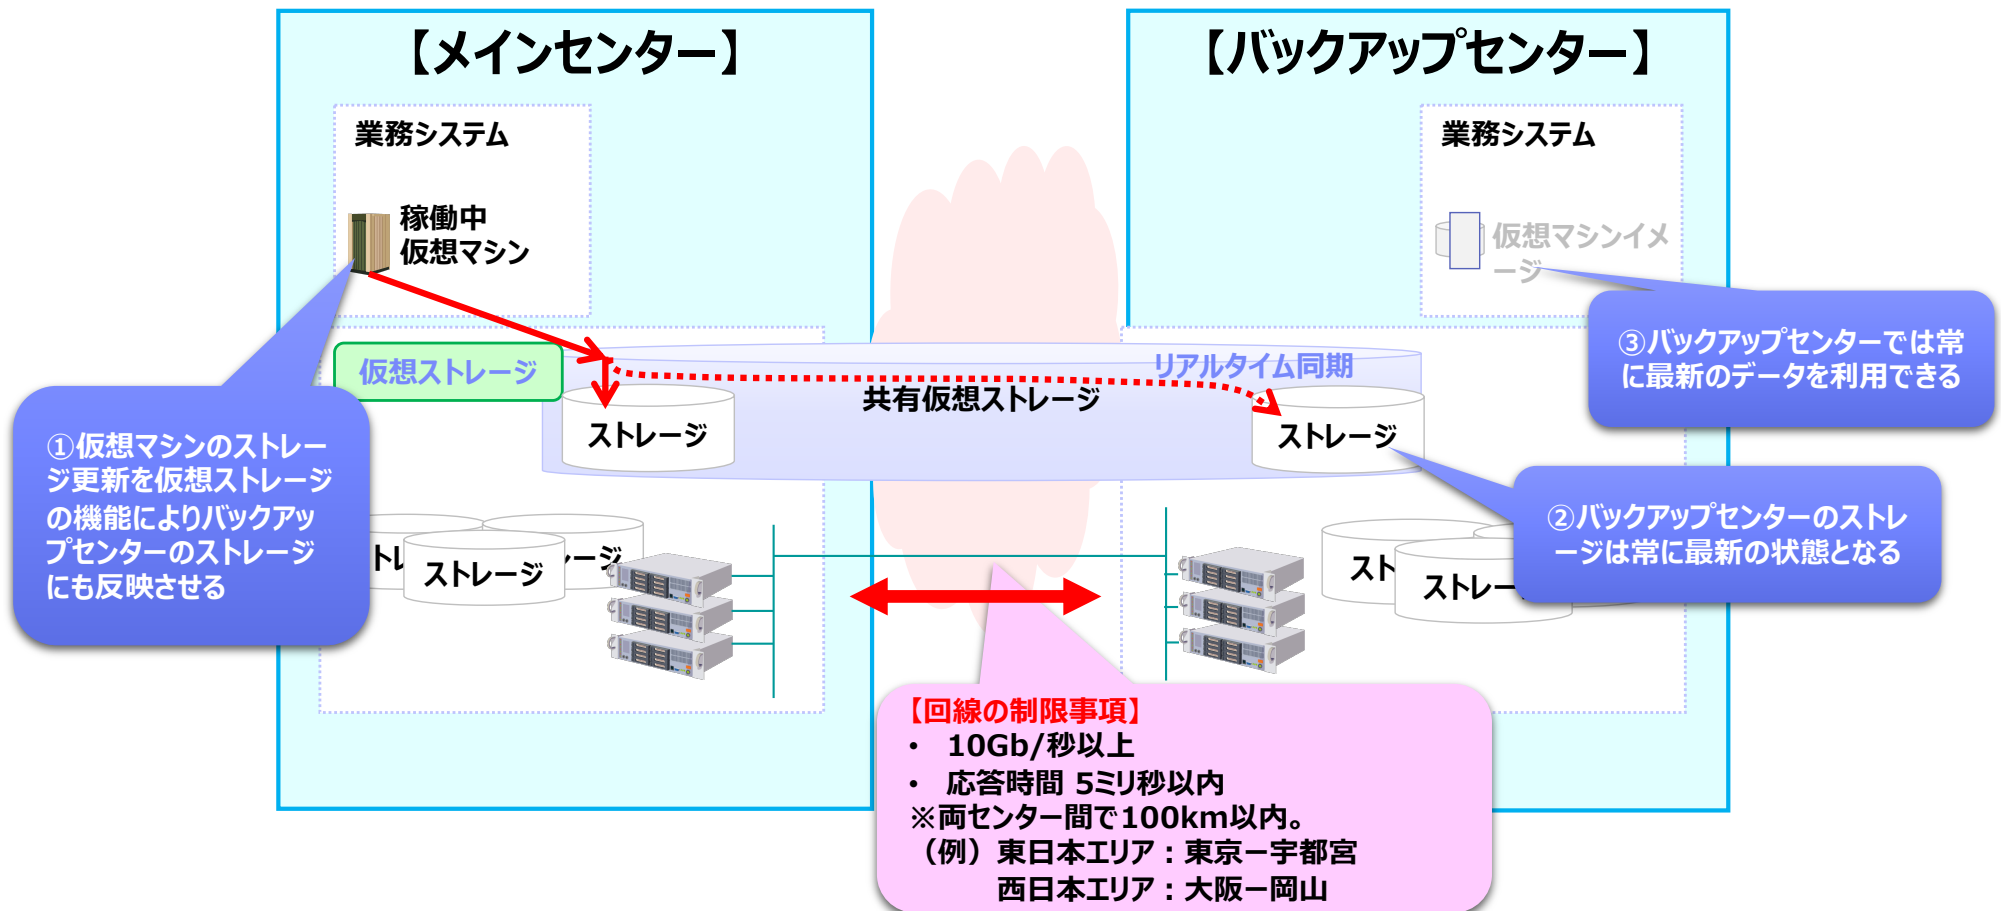 【メインセンター】
業務システム
稼働中
仮想マシン
仮想ストレージ
ストレージ
共有仮想ストレージ
リアルタイム同期
ストレージ
【バックアップセンター】
業務システム
仮想マシンイメ
ージ
①仮想マシンのストレー
ジ更新を仮想ストレージ
の機能によりバックアッ
プセンターのストレージ
にも反映させる
③バックアップセンターでは常
に最新のデータを利用できる
②バックアップセンターのストレ
ージは常に最新の状態となる
トレ
ストレージ
ージ
スト
ストレー
【回線の制限事項】
• 10Gb/秒以上
• 応答時間 5ミリ秒以内
※両センター間で100km以内。
（例）東日本エリア：東京ー宇都宮
西日本エリア：大阪ー岡山